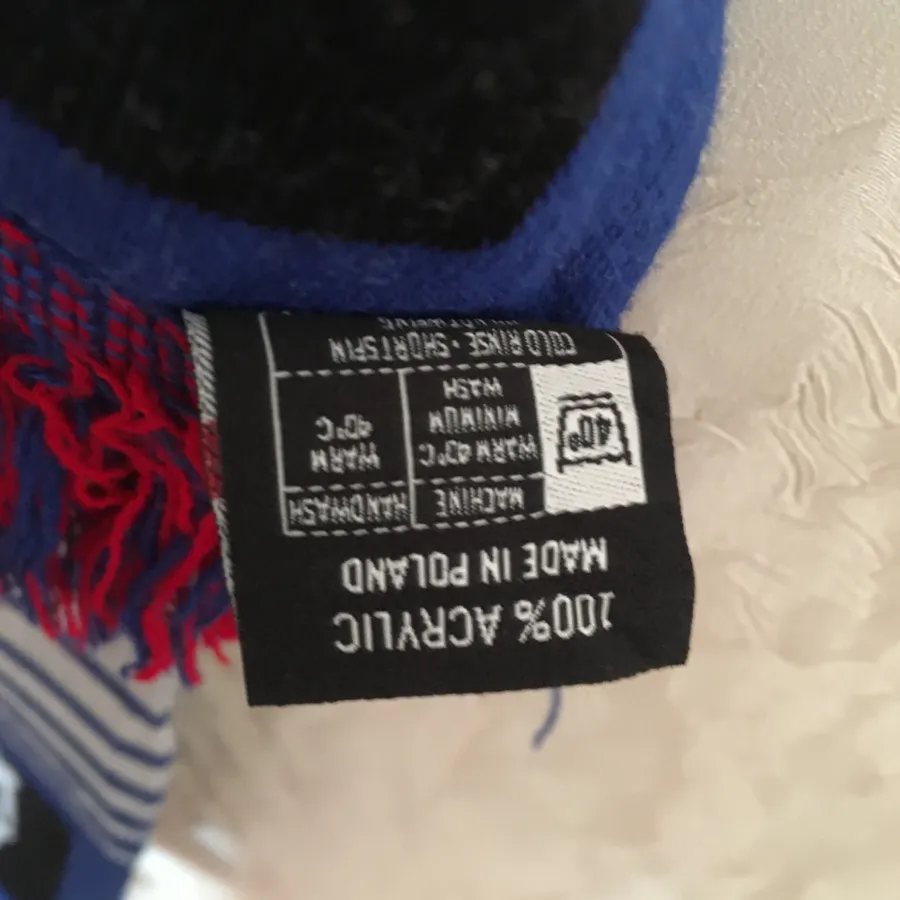 100% ACRYLIC
MADE IN POLAND
MACHINE HANDWASH
40°
WARM 40°C
MINIMUM
WASH
WARM
40°C
COLD RINSE · SHORT SPIN